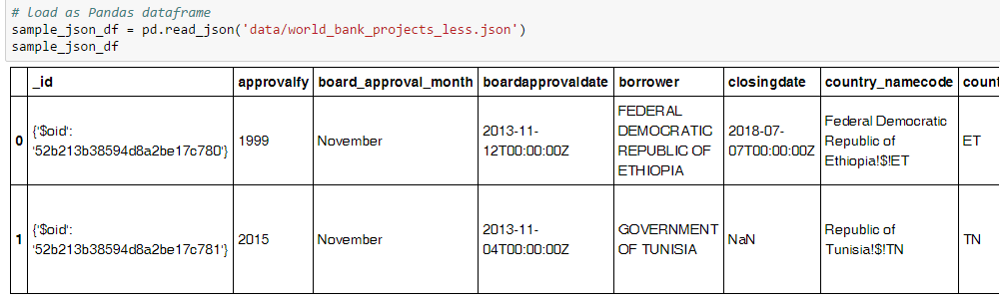 # load as Pandas dataframe
sample_json_df = pd.read_json('data/world_bank_projects_less.json')
sample_json_df
_id approvalfy board_approval_month boardapprovaldate borrower closingdate country_namecode count
0 {'$oid': '52b213b38594d8a2be17c780'} 1999 November 2013-11-12T00:00:00Z FEDERAL DEMOCRATIC REPUBLIC OF ETHIOPIA 2018-07-07T00:00:00Z Federal Democratic Republic of Ethiopia!$!ET ET
1 {'$oid': '52b213b38594d8a2be17c781'} 2015 November 2013-11-04T00:00:00Z GOVERNMENT OF TUNISIA NaN Republic of Tunisia!$!TN TN